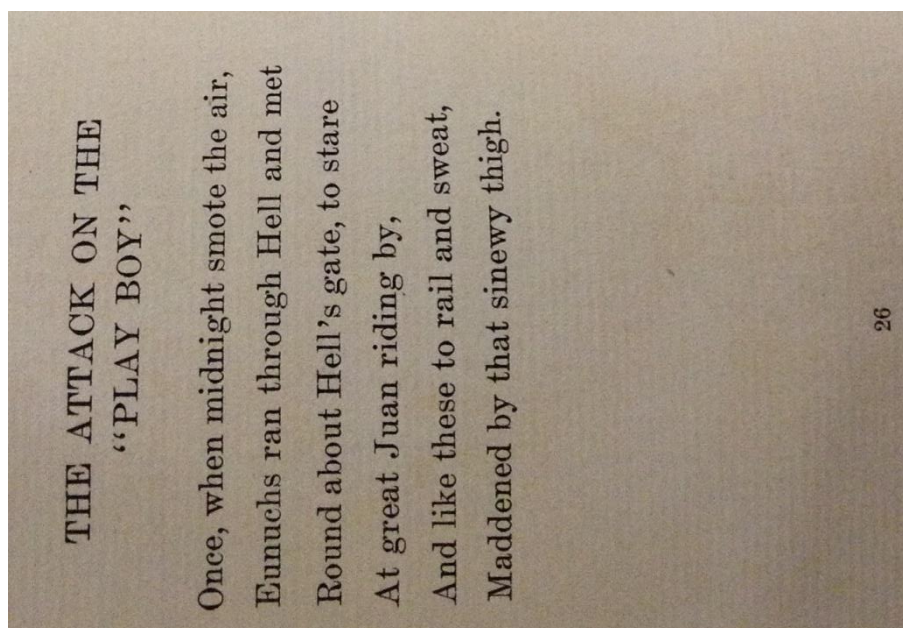 THE ATTACK ON THE
“PLAY BOY”
Once, when midnight smote the air,
Eunuchs ran through Hell and met
Round about Hell’s gate, to stare
At great Juan riding by,
And like these to rail and sweat,
Maddened by that sinewy thigh.
26